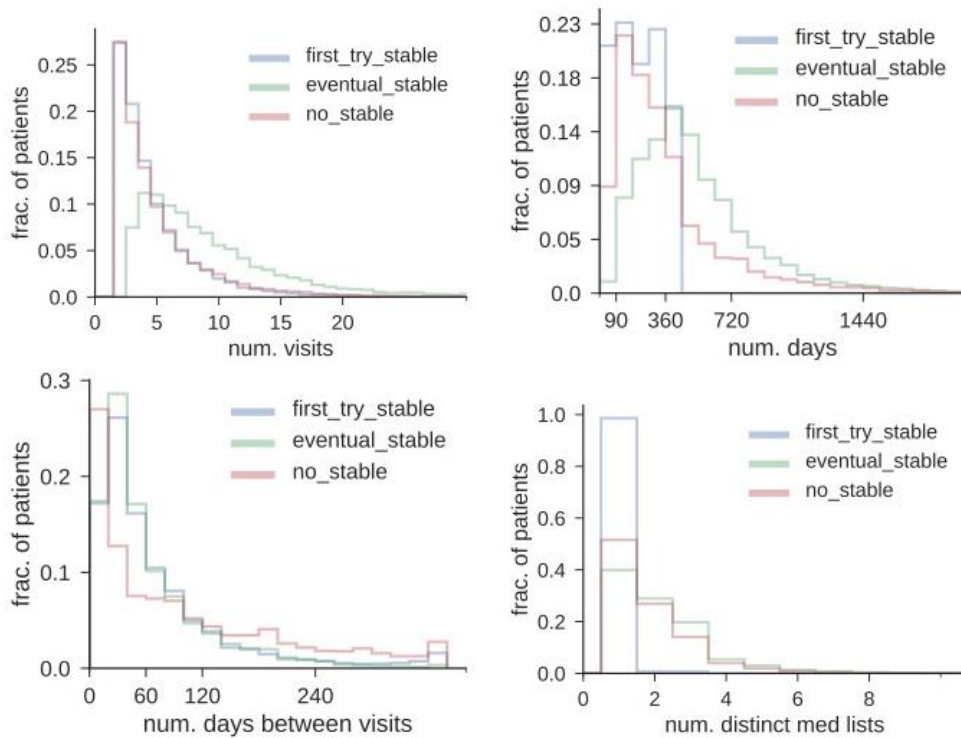 0.25
0.2
0.15
0.1
0.05
0.0
frac. of patients
first_try_stable
eventual_stable
no_stable
0 5 10 15 20
num. visits
0.23
0.18
0.14
0.09
0.05
0.0
frac. of patients
first_try_stable
eventual_stable
no_stable
90 360 720 1440
num. days
0.3
0.2
0.1
0.0
frac. of patients
first_try_stable
eventual_stable
no_stable
0 60 120 240
num. days between visits
1.0
0.8
0.6
0.4
0.2
0.0
frac. of patients
first_try_stable
eventual_stable
no_stable
2 4 6 8
num. distinct med lists